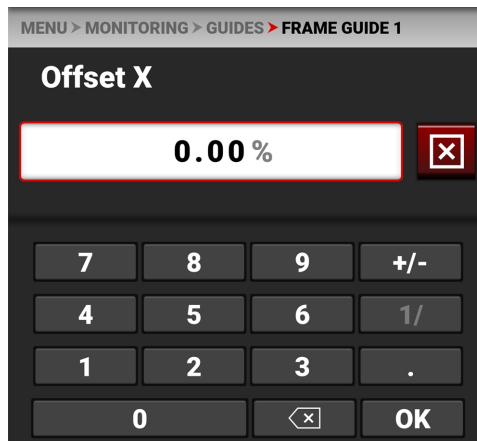 MENU > MONITORING > GUIDES > FRAME GUIDE 1
Offset X
0.00 %
7 8 9 +/-
4 5 6 1/
1 2 3 .
0 OK